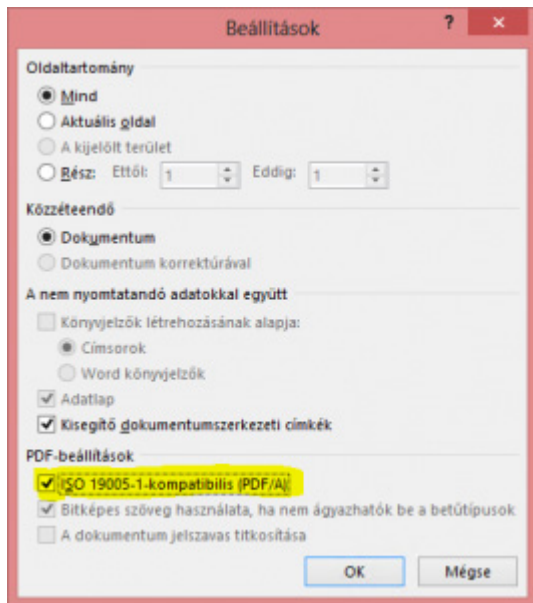 Beállítások
Oldaltartomány
Mind
Aktuális oldal
A kijelölt terület
Rész: Ettől: 1 Eddig: 1
Közzéteendő
Dokumentum
Dokumentum korrektúrával
A nem nyomtatandó adatokkal együtt
Könyvjelzők létrehozásának alapja:
Címsorok
Word könyvjelzők
Adatlap
Kisegítő dokumentumszerkezeti címkék
PDF-beállítások
ISO 19005-1-kompatibilis (PDF/A)
Bitképes szöveg használata, ha nem ágyazhatók be a betűtípusok
A dokumentum jelszavas titkosítása
OK Mégse